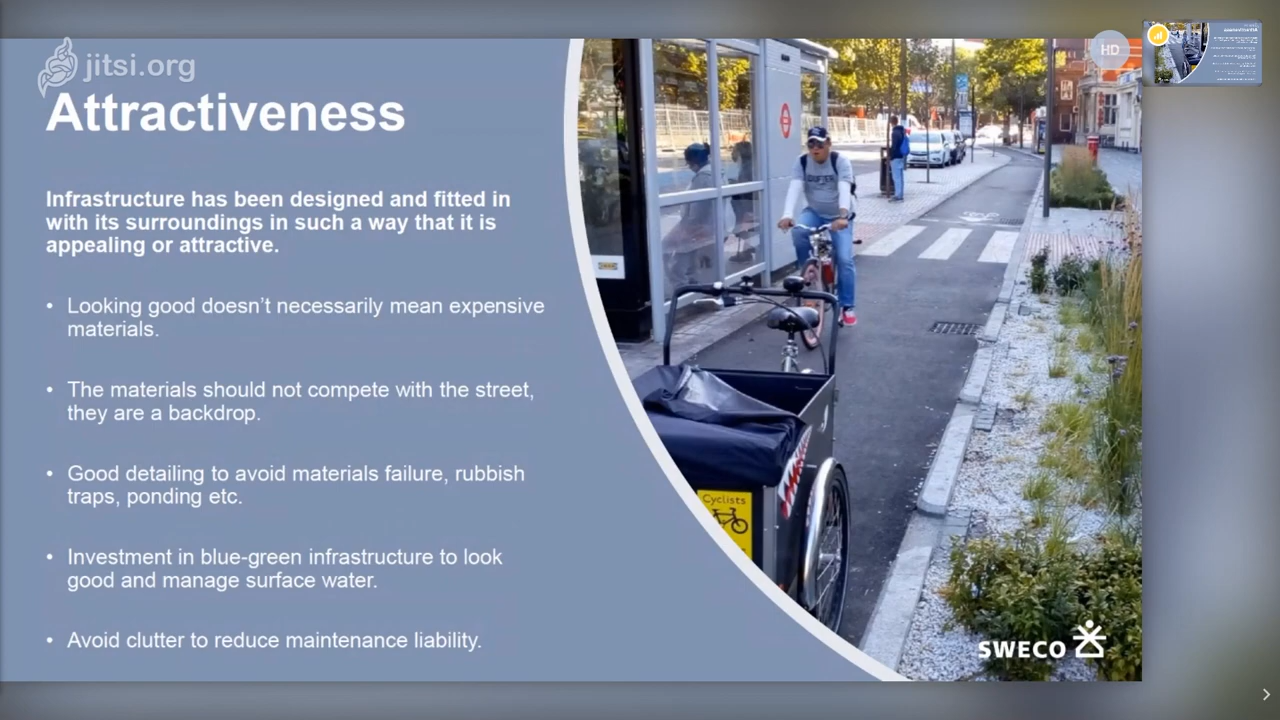 jitsi.org
HD
Attractiveness
Infrastructure has been designed and fitted in
with its surroundings in such a way that it is
appealing or attractive.
• Looking good doesn’t necessarily mean expensive
materials.
• The materials should not compete with the street,
they are a backdrop.
• Good detailing to avoid materials failure, rubbish
traps, ponding etc.
• Investment in blue-green infrastructure to look
good and manage surface water.
• Avoid clutter to reduce maintenance liability.
Cyclists
SWECO